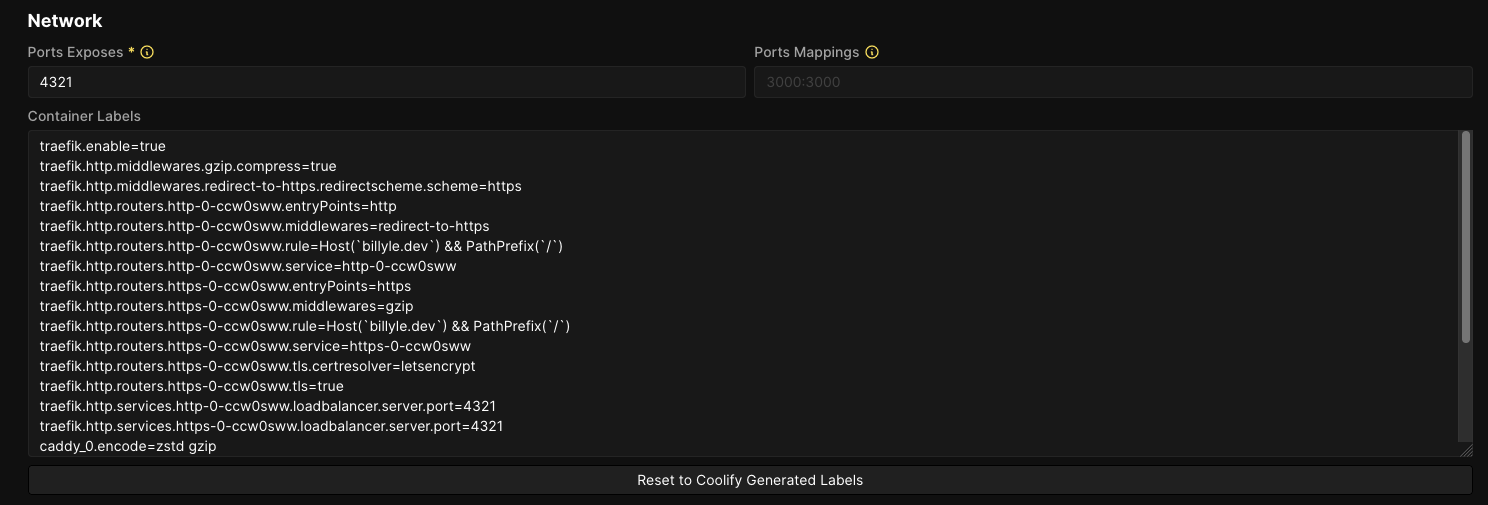 Network
Ports Exposes *
Ports Mappings
4321
3000:3000
Container Labels
traefik.enable=true
traefik.http.middlewares.gzip.compress=true
traefik.http.middlewares.redirect-to-https.redirectscheme.scheme=https
traefik.http.routers.http-0-ccw0sww.entryPoints=http
traefik.http.routers.http-0-ccw0sww.middlewares=redirect-to-https
traefik.http.routers.http-0-ccw0sww.rule=Host(`billyle.dev`) && PathPrefix(`/`)
traefik.http.routers.http-0-ccw0sww.service=http-0-ccw0sww
traefik.http.routers.https-0-ccw0sww.entryPoints=https
traefik.http.routers.https-0-ccw0sww.middlewares=gzip
traefik.http.routers.https-0-ccw0sww.rule=Host(`billyle.dev`) && PathPrefix(`/`)
traefik.http.routers.https-0-ccw0sww.service=https-0-ccw0sww
traefik.http.routers.https-0-ccw0sww.tls.certresolver=letsencrypt
traefik.http.routers.https-0-ccw0sww.tls=true
traefik.http.services.http-0-ccw0sww.loadbalancer.server.port=4321
traefik.http.services.https-0-ccw0sww.loadbalancer.server.port=4321
caddy_0.encode=zstd gzip
Reset to Coolify Generated Labels